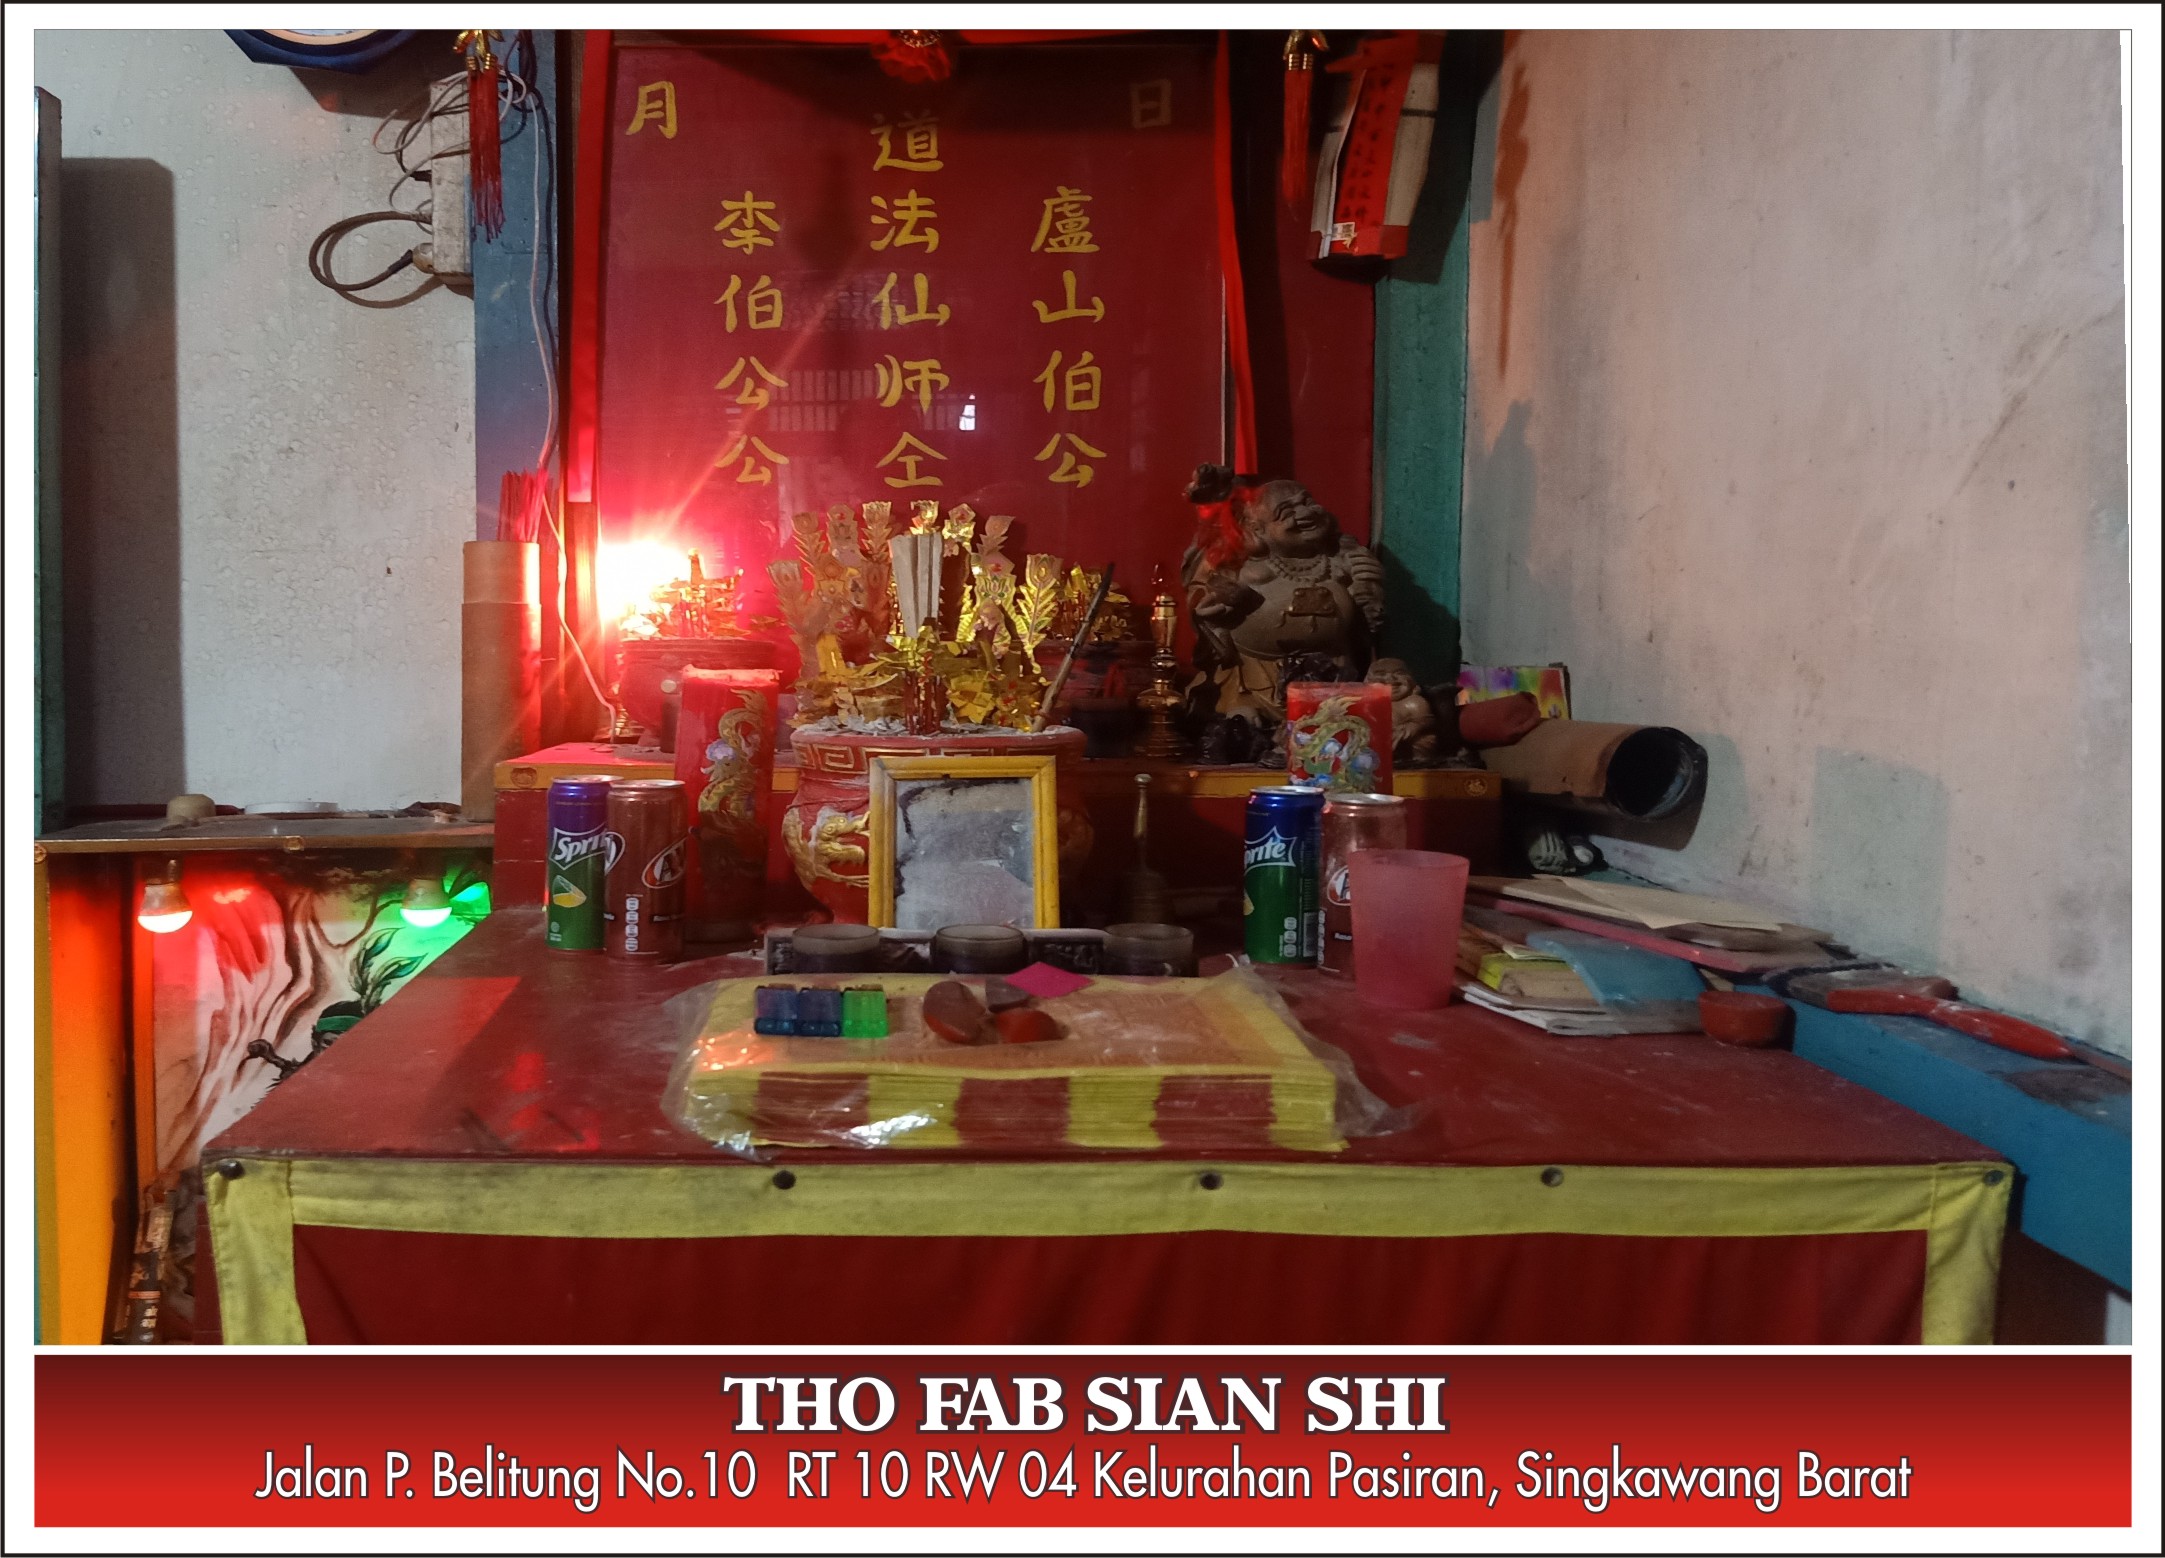 月
日
道法仙师仝
盧山伯公
李伯公公
Sprite
A&W
THO FAB SIAN SHI
Jalan P. Belitung No.10 RT 10 RW 04 Kelurahan Pasiran, Singkawang Barat